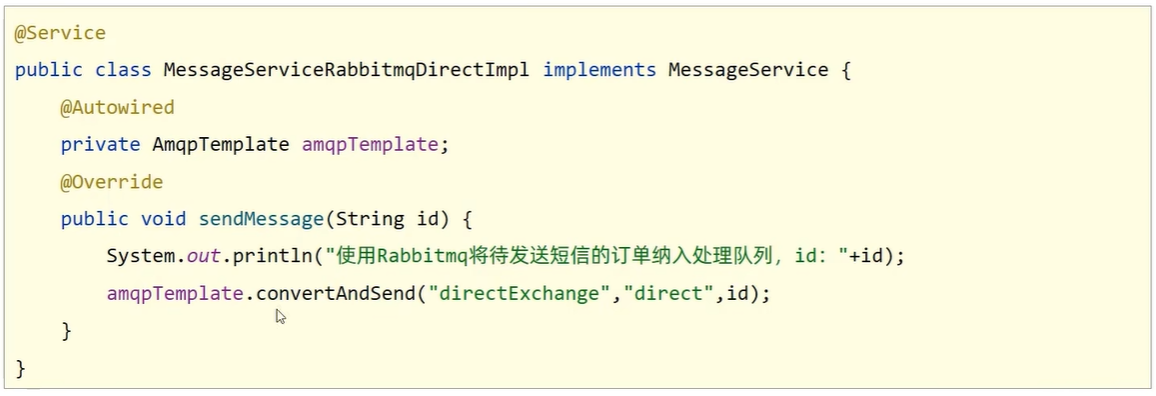 @Service
public class MessageServiceRabbitmqDirectImpl implements MessageService {
@Autowired
private AmqpTemplate amqpTemplate;
@Override
public void sendMessage(String id) {
System.out.println("使用Rabbitmq将待发送短信的订单纳入处理队列，id："+id);
amqpTemplate.convertAndSend("directExchange","direct",id);
}
}